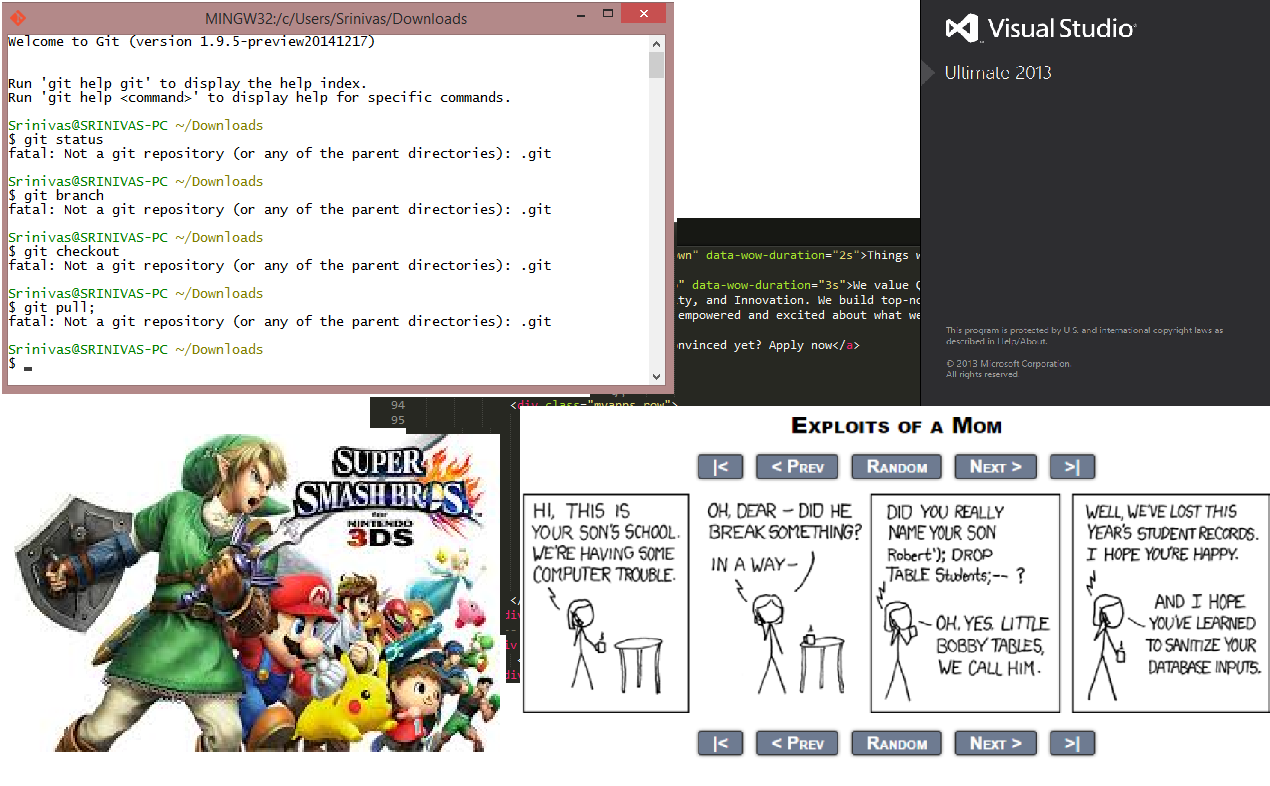 MINGW32:/c/Users/Srinivas/Downloads
Welcome to Git (version 1.9.5-preview20141217)
Run 'git help git' to display the help index.
Run 'git help <command>' to display help for specific commands.
Srinivas@SRINIVAS-PC ~/Downloads
$ git status
fatal: Not a git repository (or any of the parent directories): .git
Srinivas@SRINIVAS-PC ~/Downloads
$ git branch
fatal: Not a git repository (or any of the parent directories): .git
Srinivas@SRINIVAS-PC ~/Downloads
$ git checkout
fatal: Not a git repository (or any of the parent directories): .git
Srinivas@SRINIVAS-PC ~/Downloads
$ git pull;
fatal: Not a git repository (or any of the parent directories): .git
Srinivas@SRINIVAS-PC ~/Downloads
$
Visual Studio
Ultimate 2013
This program is protected by U.S. and international copyright laws as
described in Help/About.
© 2013 Microsoft Corporation.
All rights reserved.
wn" data-wow-duration="2s">Things w
" data-wow-duration="3s">We value
ity, and Innovation. We build top-no
empowered and excited about what we
onvinced yet? Apply now</a>
94 <div class="myapps row">
95
</
div
--
iv
<
div
SUPER
SMASH BROS.
for
NINTENDO
3DS
EXPLOITS OF A MOM
|<
< PREV
RANDOM
NEXT >
>|
HI, THIS IS
YOUR SON'S SCHOOL.
WE'RE HAVING SOME
COMPUTER TROUBLE.
OH, DEAR – DID HE
BREAK SOMETHING?
IN A WAY–
DID YOU REALLY
NAME YOUR SON
Robert'); DROP
TABLE Students;-- ?
OH, YES. LITTLE
BOBBY TABLES,
WE CALL HIM.
WELL, WE'VE LOST THIS
YEAR'S STUDENT RECORDS.
I HOPE YOU'RE HAPPY.
AND I HOPE
YOU'VE LEARNED
TO SANITIZE YOUR
DATABASE INPUTS.
|<
< PREV
RANDOM
NEXT >
>|